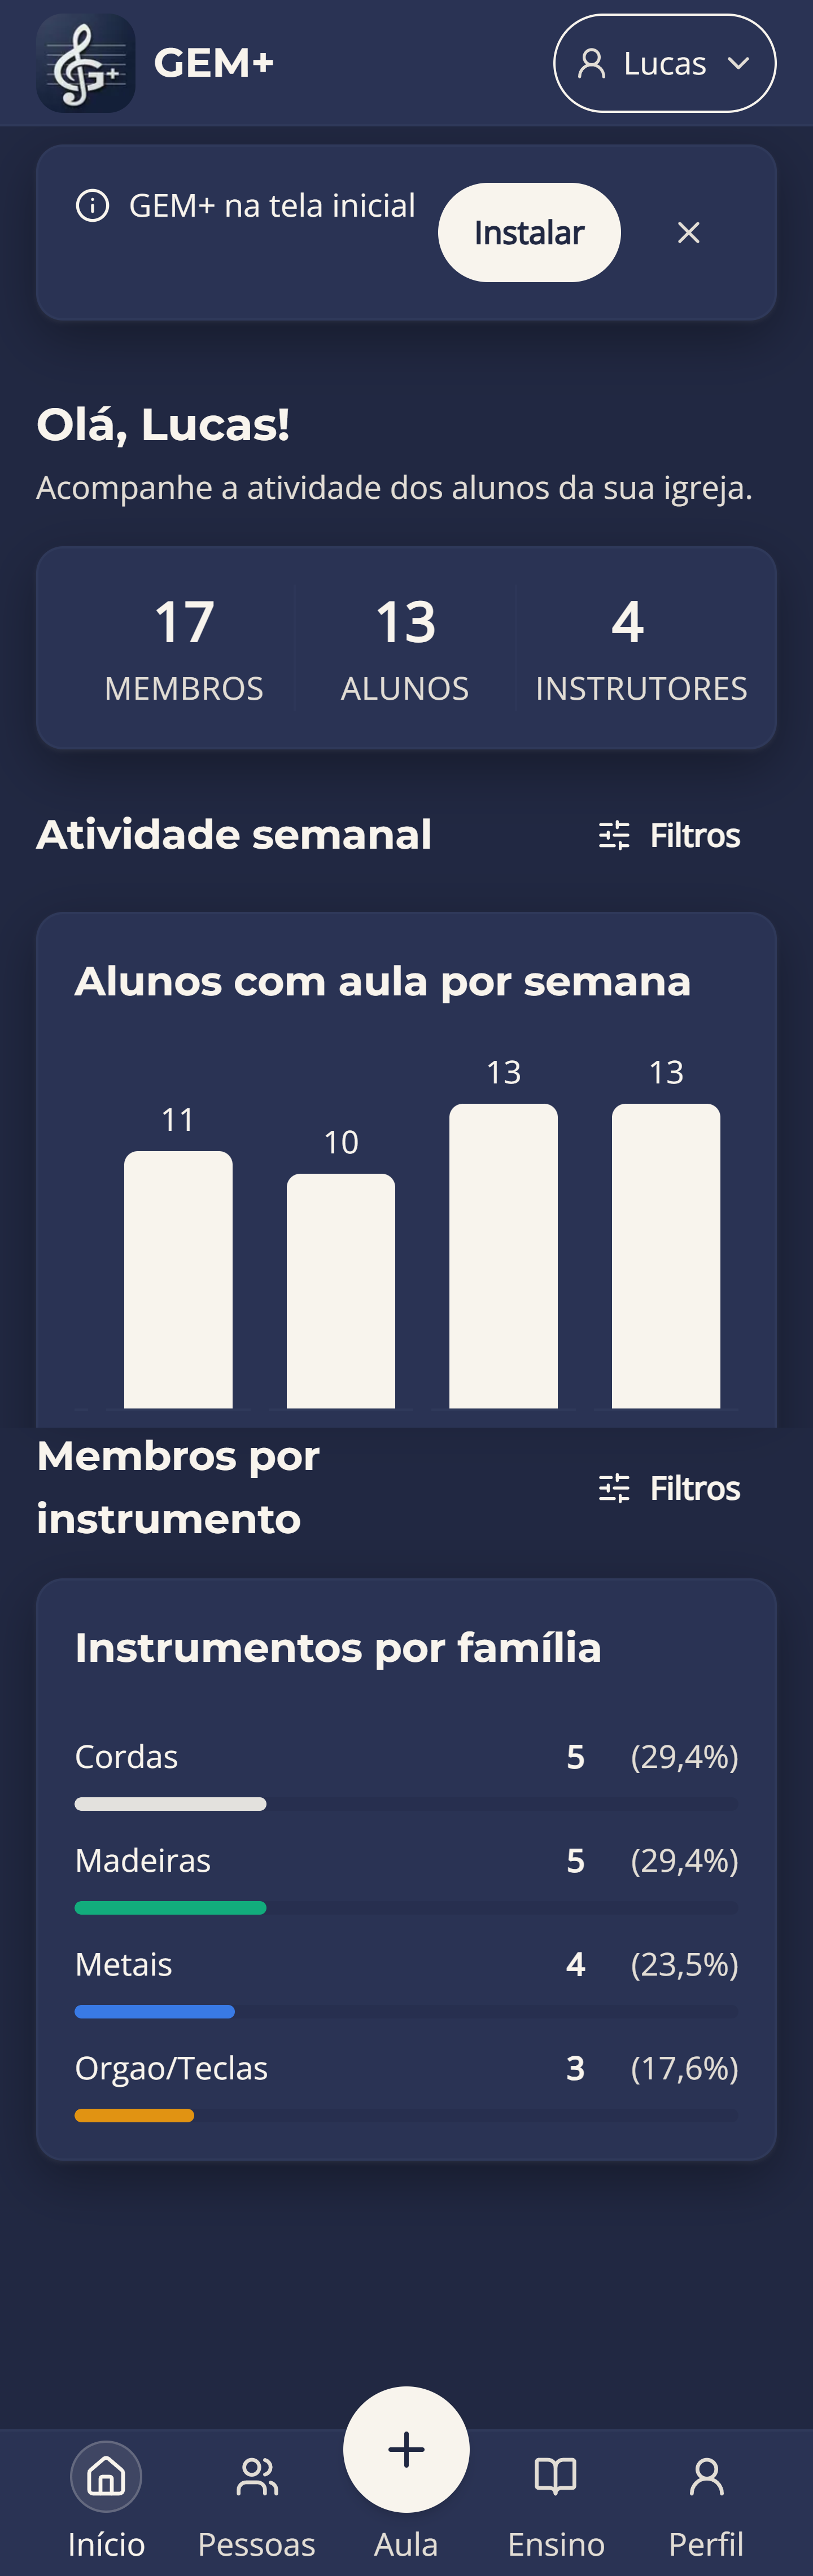 G+
GEM+
Lucas
GEM+ na tela inicial
Instalar
Olá, Lucas!
Acompanhe a atividade dos alunos da sua igreja.
17
MEMBROS
13
ALUNOS
4
INSTRUTORES
Atividade semanal
Filtros
Alunos com aula por semana
11
10
13
13
Membros por
instrumento
Filtros
Instrumentos por família
Cordas 5 (29,4%)
Madeiras 5 (29,4%)
Metais 4 (23,5%)
Orgao/Teclas 3 (17,6%)
Início
Pessoas
Aula
Ensino
Perfil